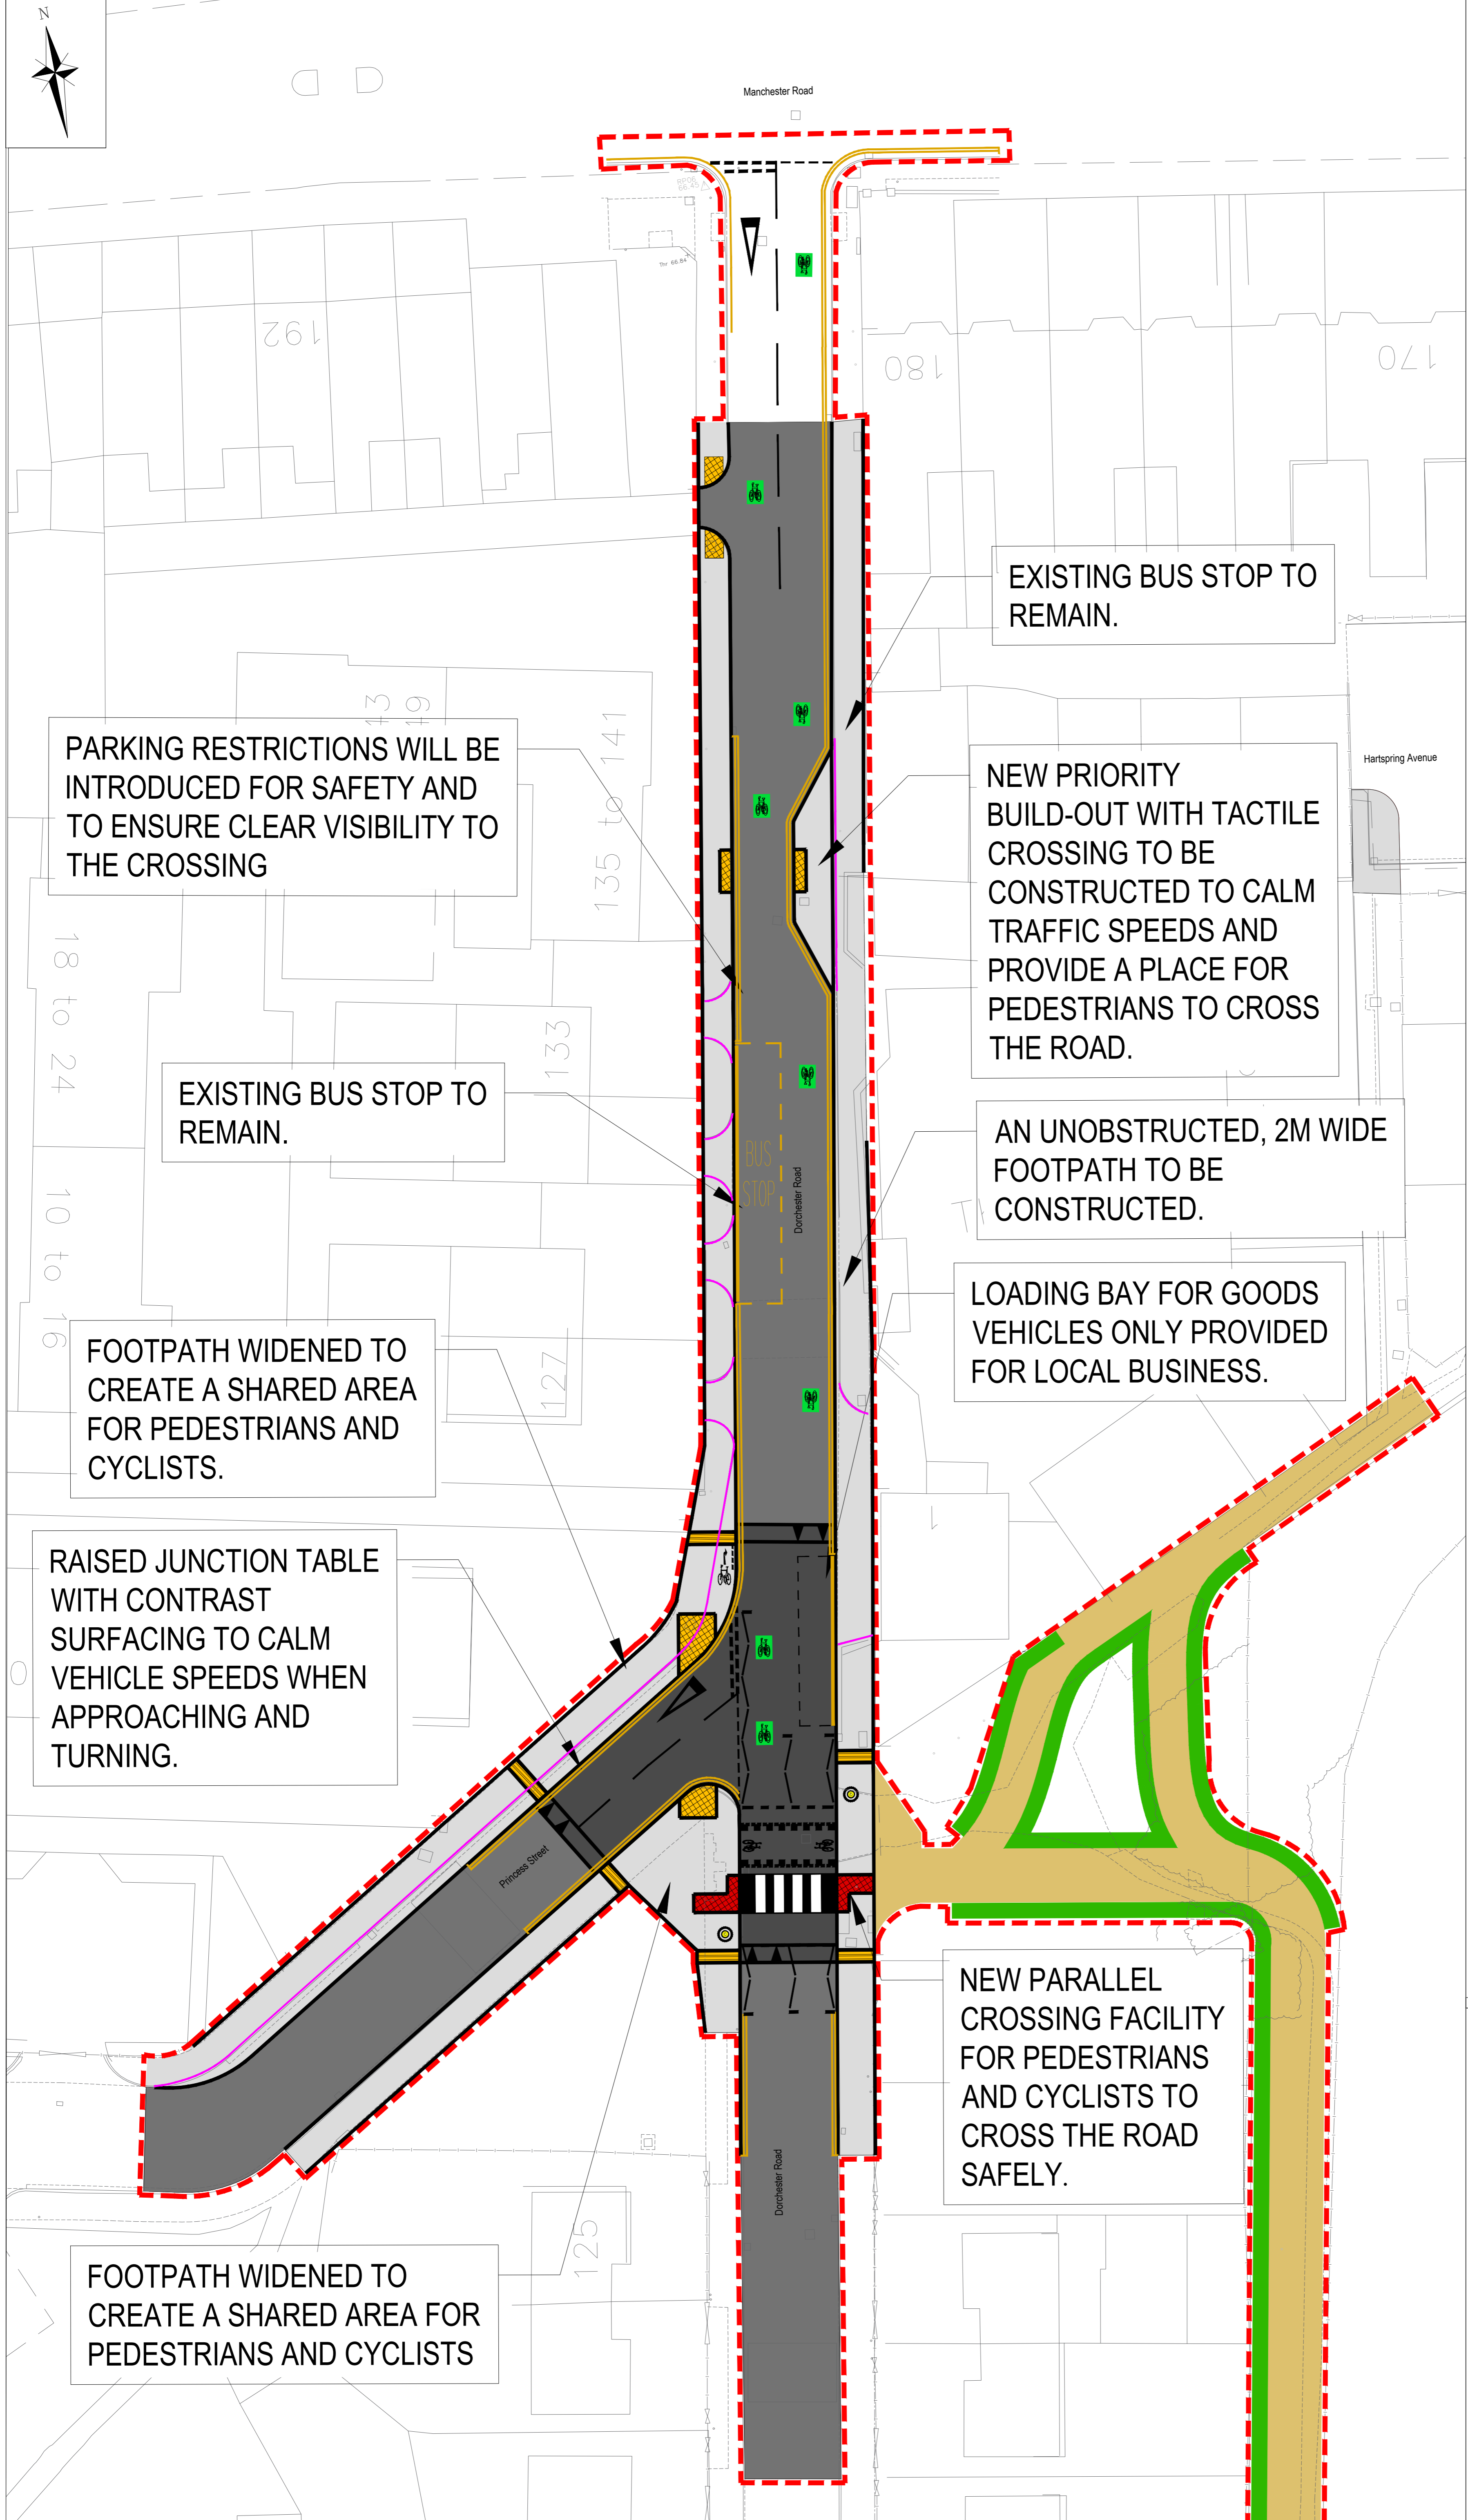 N
Manchester Road
192
180
170
EXISTING BUS STOP TO
REMAIN.
PARKING RESTRICTIONS WILL BE
INTRODUCED FOR SAFETY AND
TO ENSURE CLEAR VISIBILITY TO
THE CROSSING
135 to 141
NEW PRIORITY
BUILD-OUT WITH TACTILE
CROSSING TO BE
CONSTRUCTED TO CALM
TRAFFIC SPEEDS AND
PROVIDE A PLACE FOR
PEDESTRIANS TO CROSS
THE ROAD.
Hartspring Avenue
18 to 24
133
EXISTING BUS STOP TO
REMAIN.
BUS
STOP
Dorchester Road
AN UNOBSTRUCTED, 2M WIDE
FOOTPATH TO BE
CONSTRUCTED.
10 to 16
LOADING BAY FOR GOODS
VEHICLES ONLY PROVIDED
FOR LOCAL BUSINESS.
FOOTPATH WIDENED TO
CREATE A SHARED AREA
FOR PEDESTRIANS AND
CYCLISTS.
127
1
RAISED JUNCTION TABLE
WITH CONTRAST
SURFACING TO CALM
VEHICLE SPEEDS WHEN
APPROACHING AND
TURNING.
Princess Street
NEW PARALLEL
CROSSING FACILITY
FOR PEDESTRIANS
AND CYCLISTS TO
CROSS THE ROAD
SAFELY.
Dorchester Road
125
FOOTPATH WIDENED TO
CREATE A SHARED AREA FOR
PEDESTRIANS AND CYCLISTS